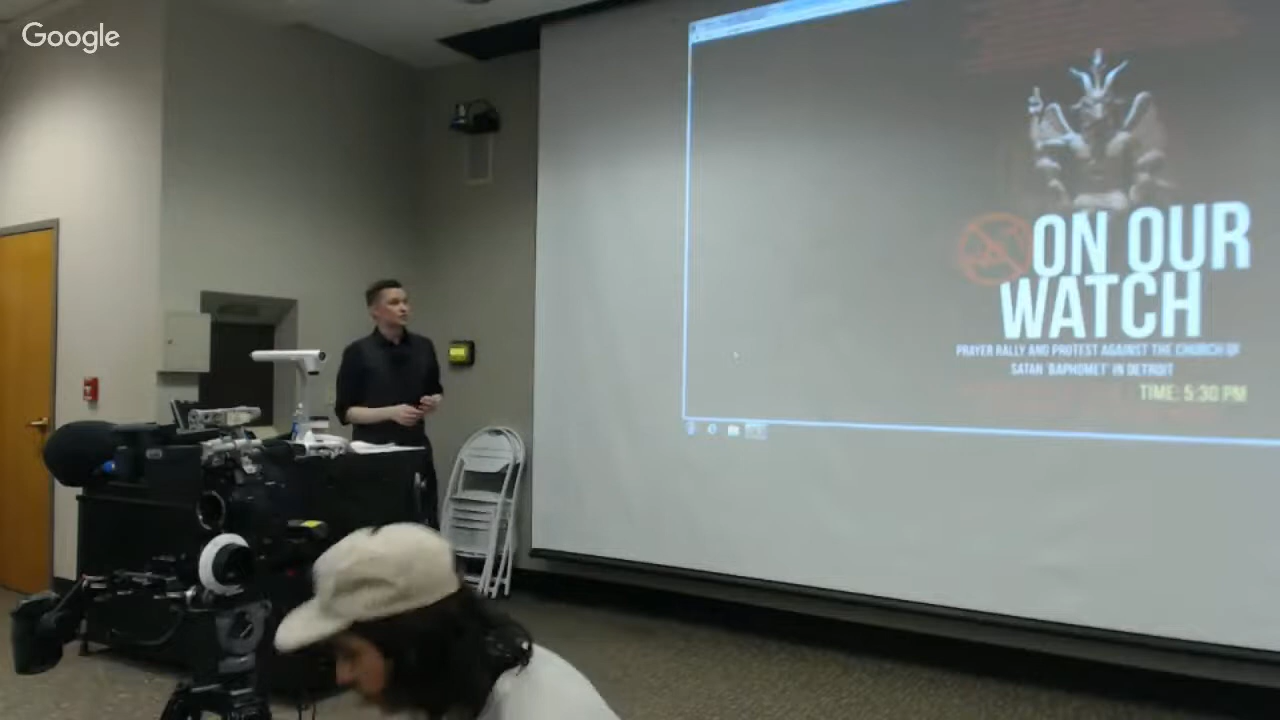 Google
ON OUR
WATCH
PRAYER RALLY AND PROTEST AGAINST THE CHURCH OF
SATAN 'BAPHOMET' IN DETROIT
TIME: 5:30 PM